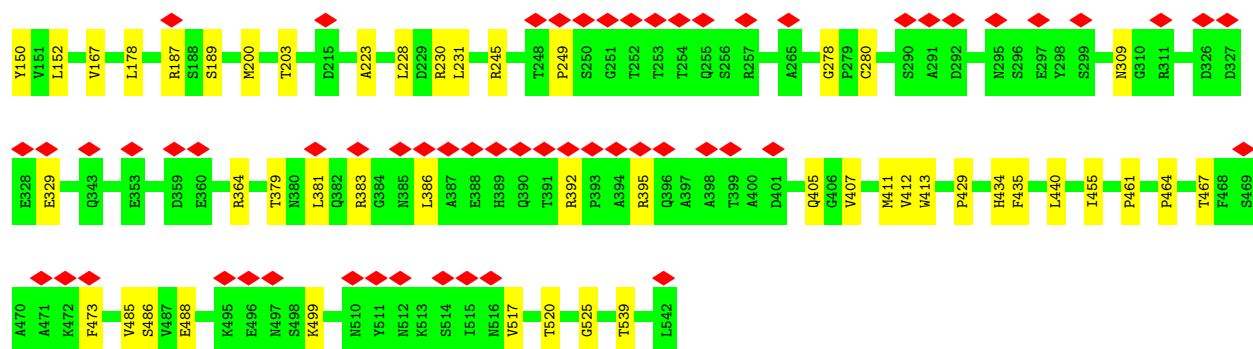 Y150 V151 L152 V167 L178 R187 S188 S189 M200 T203 D215 A223 L228 D229 R230 L231 R245 T248 P249 S250 G251 T252 T253 T254 Q255 S256 R257 A265 G278 P279 C280 S290 A291 D292 N295 S296 E297 Y298 S299 N309 G310 R311 D326 D327
E328 E329 Q343 E353 D359 E360 R364 T379 N380 L381 Q382 R383 G384 N385 L386 A387 E388 H389 Q390 T391 R392 P393 A394 R395 Q396 A397 A398 T399 A400 D401 Q405 G406 V407 M411 V412 W413 P429 H434 F435 L440 I455 P461 P464 T467 F468 S469
A470 A471 K472 F473 V485 S486 V487 E488 K495 E496 N497 S498 K499 N510 Y511 N512 K513 S514 I515 N516 V517 T520 G525 T539 L542